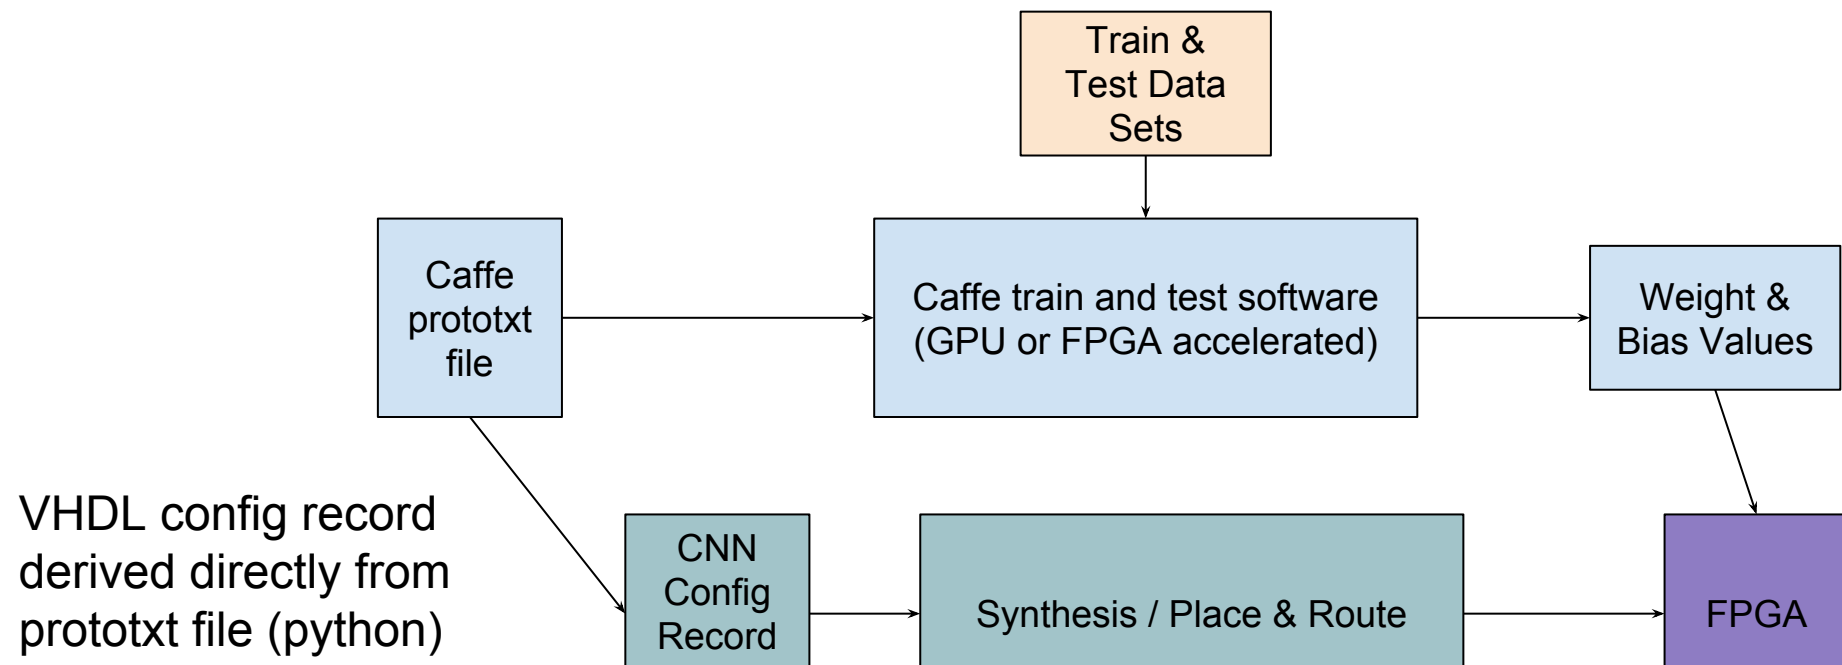 Train &
Test Data
Sets
Caffe
prototxt
file
Caffe train and test software
(GPU or FPGA accelerated)
Weight &
Bias Values
VHDL config record
derived directly from
prototxt file (python)
CNN
Config
Record
Synthesis / Place & Route
FPGA